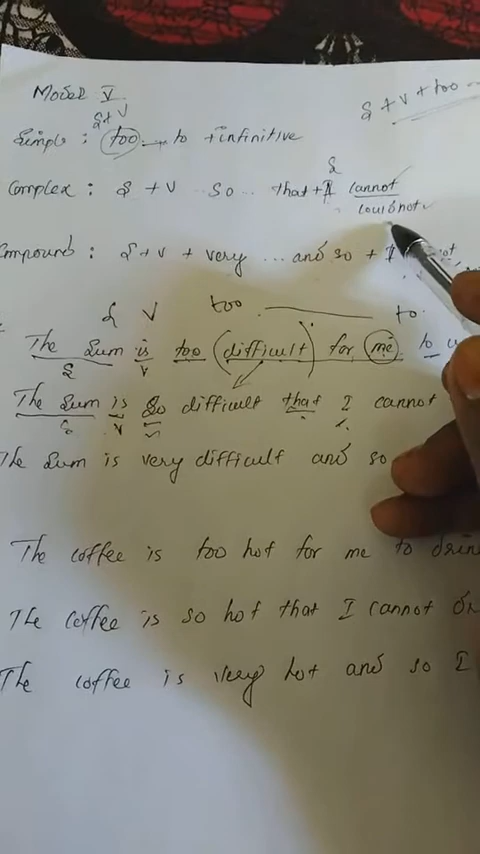 Model V
S + V + too
S + V
Simple : too to + infinitive
S
Complex : S + V so .. that + I cannot
could not
Compound : S + V + very ... and so + I
S V too to
The Sum is too (difficult) for me to
S V
The Sum is so difficult that I cannot
S V
The Sum is very difficult and so
The coffee is too hot for me to drin
The coffee is so hot that I cannot dr
The coffee is very hot and so I